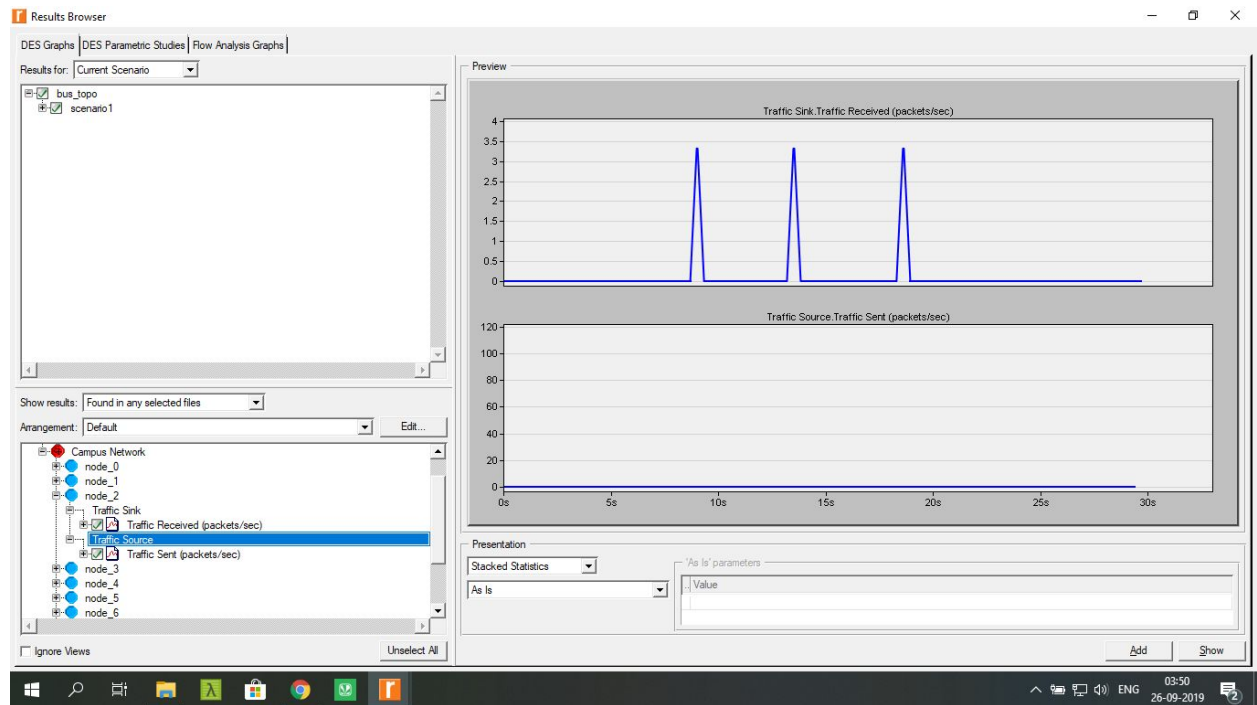 Results Browser
DES Graphs DES Parametric Studies Flow Analysis Graphs
Results for: Current Scenario
bus_topo
scenario1
Show results: Found in any selected files
Arrangement: Default Edit...
Campus Network
node_0
node_1
node_2
Traffic Sink
Traffic Received (packets/sec)
Traffic Source
Traffic Sent (packets/sec)
node_3
node_4
node_5
node_6
Ignore Views Unselect All
Preview
Traffic Sink.Traffic Received (packets/sec)
4
3.5
3
2.5
2
1.5
1
0.5
0
Traffic Source.Traffic Sent (packets/sec)
120
100
80
60
40
20
0
0s 5s 10s 15s 20s 25s 30s
Presentation
Stacked Statistics
As Is
'As Is' parameters
.. Value
Add Show
ENG 03:50
26-09-2019
2